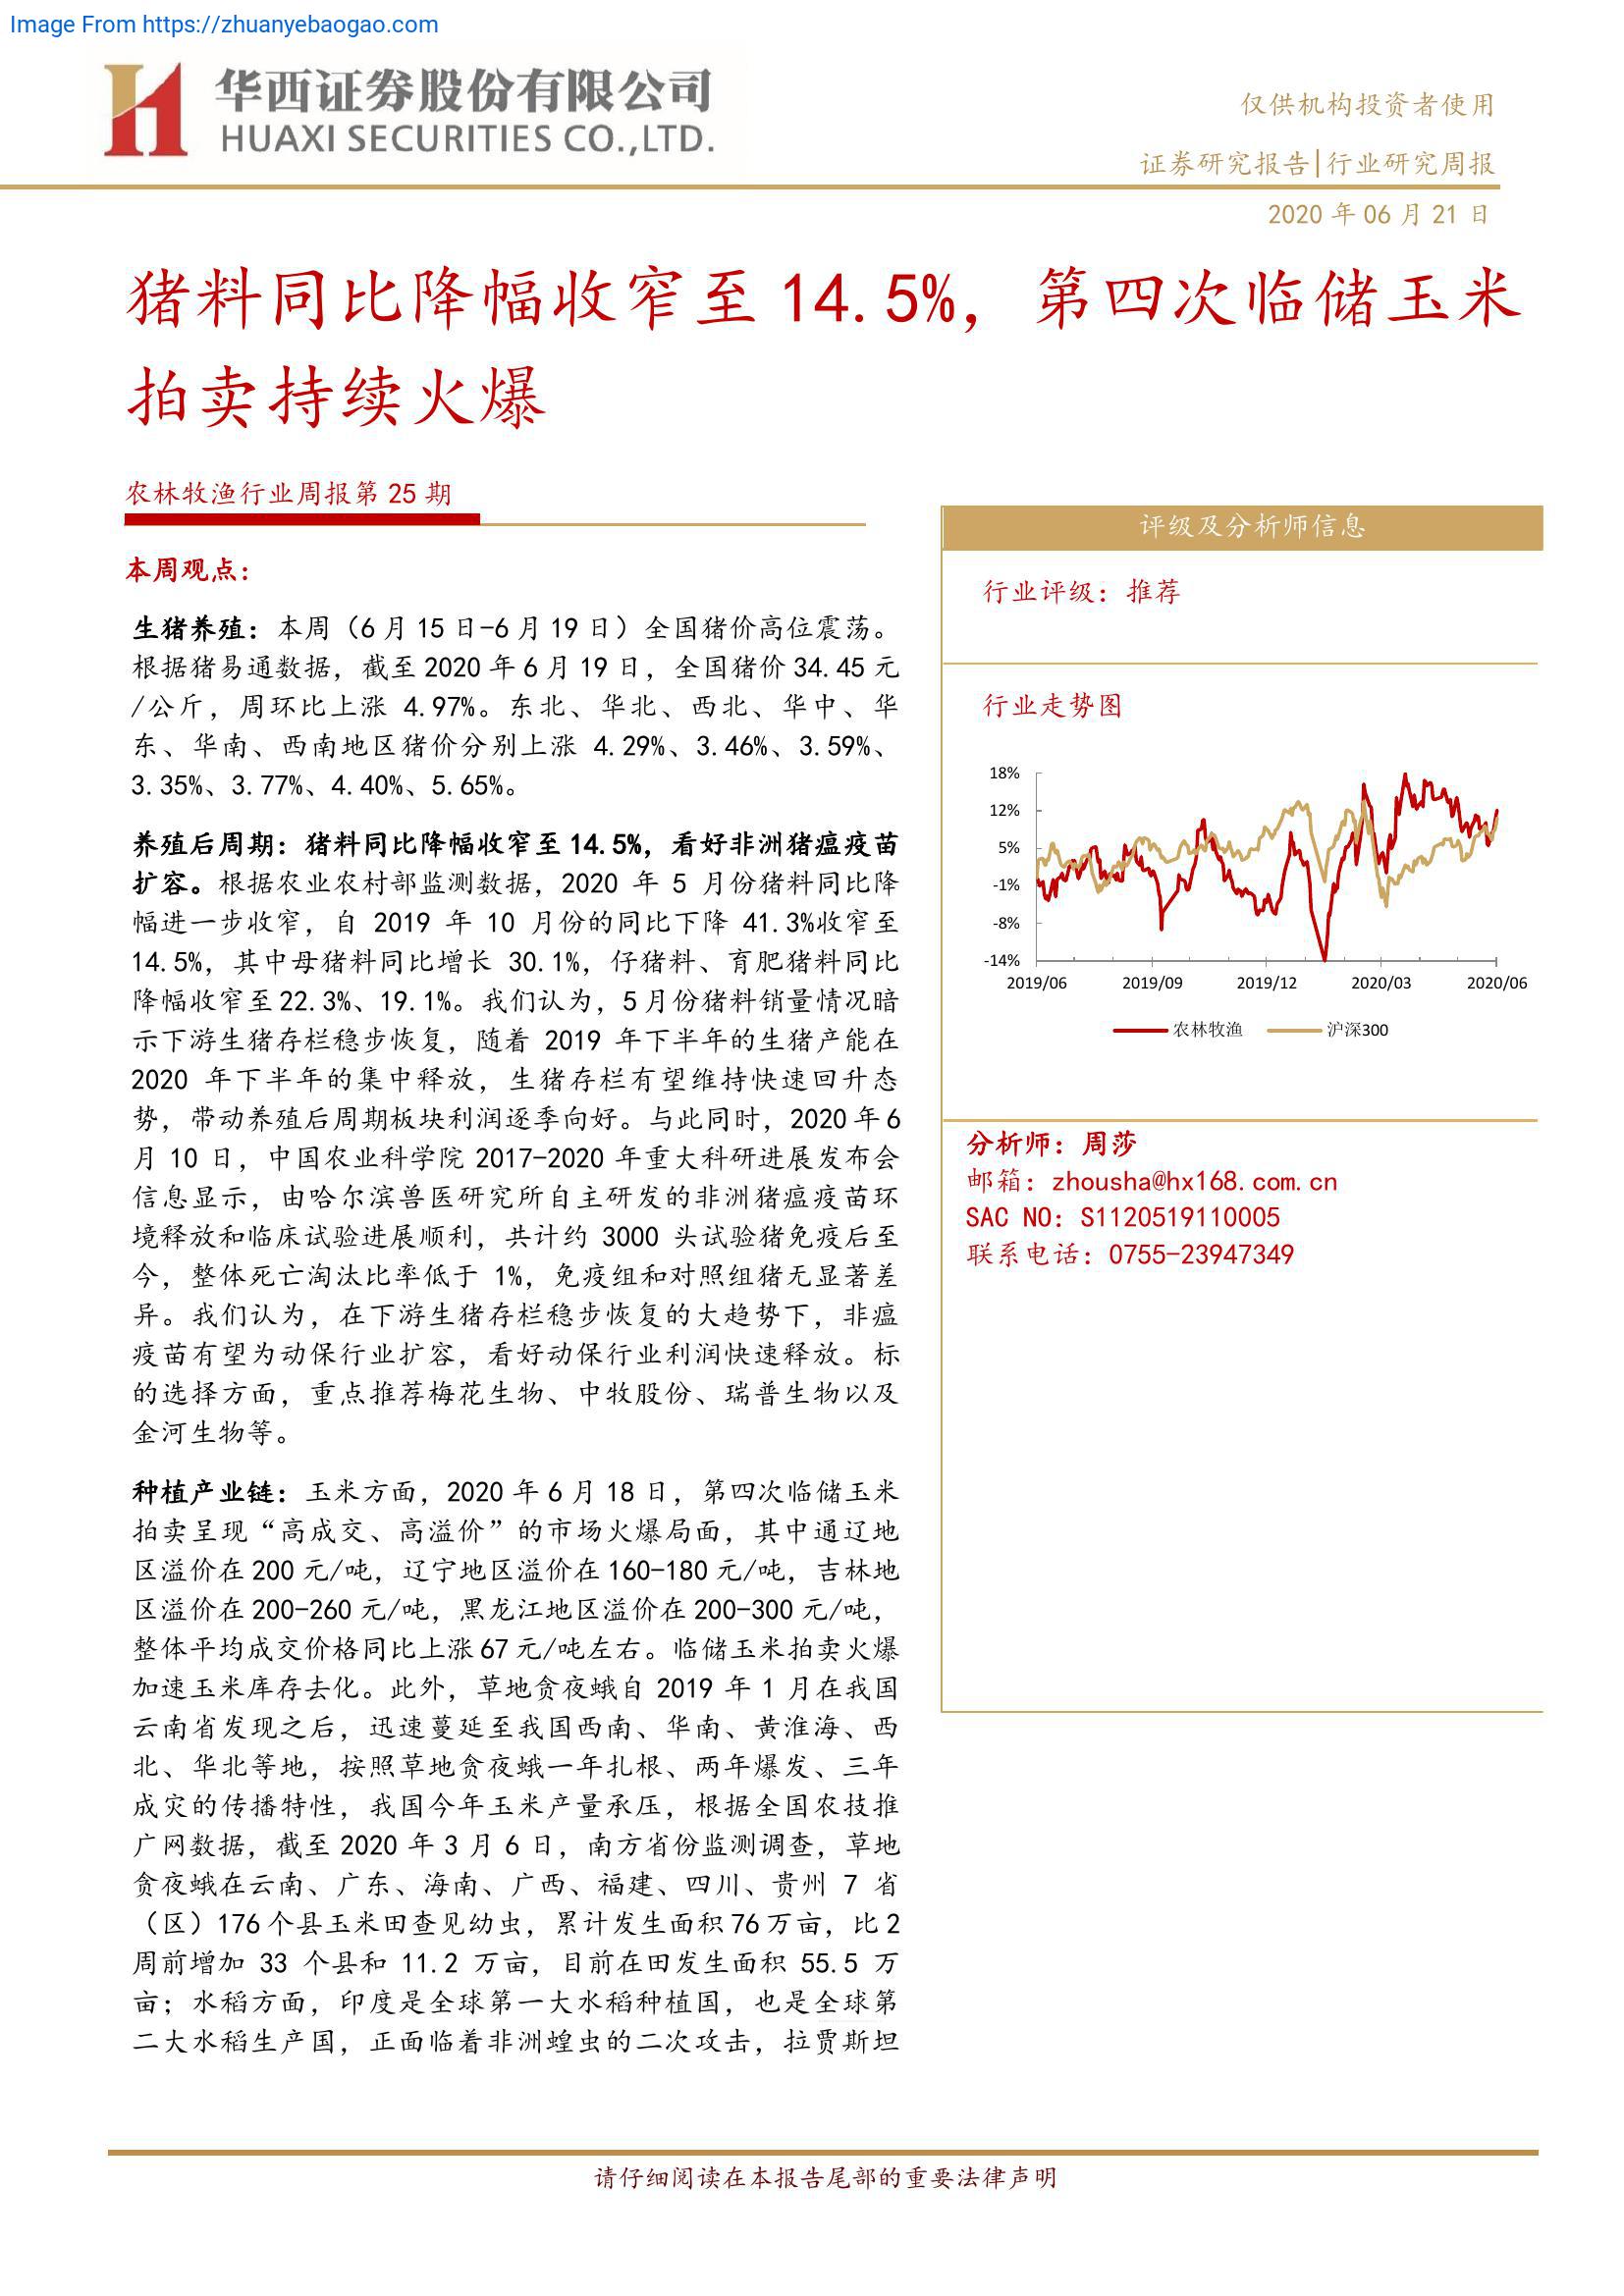 Image From https://zhuanyebaogao.com
华西证券股份有限公司
HUAXI SECURITIES CO.,LTD.
仅供机构投资者使用
证券研究报告|行业研究周报
2020 年 06 月 21 日
猪料同比降幅收窄至 14.5%，第四次临储玉米
拍卖持续火爆
农林牧渔行业周报第 25 期
本周观点：
生猪养殖：本周（6 月 15 日-6 月 19 日）全国猪价高位震荡。
根据猪易通数据，截至 2020 年 6 月 19 日，全国猪价 34.45 元
/公斤，周环比上涨 4.97%。东北、华北、西北、华中、华
东、华南、西南地区猪价分别上涨 4.29%、3.46%、3.59%、
3.35%、3.77%、4.40%、5.65%。
养殖后周期：猪料同比降幅收窄至 14.5%，看好非洲猪瘟疫苗
扩容。根据农业农村部监测数据，2020 年 5 月份猪料同比降
幅进一步收窄，自 2019 年 10 月份的同比下降 41.3%收窄至
14.5%，其中母猪料同比增长 30.1%，仔猪料、育肥猪料同比
降幅收窄至 22.3%、19.1%。我们认为，5 月份猪料销量情况暗
示下游生猪存栏稳步恢复，随着 2019 年下半年的生猪产能在
2020 年下半年的集中释放，生猪存栏有望维持快速回升态
势，带动养殖后周期板块利润逐季向好。与此同时，2020 年 6
月 10 日，中国农业科学院 2017-2020 年重大科研进展发布会
信息显示，由哈尔滨兽医研究所自主研发的非洲猪瘟疫苗环
境释放和临床试验进展顺利，共计约 3000 头试验猪免疫后至
今，整体死亡淘汰比率低于 1%，免疫组和对照组猪无显著差
异。我们认为，在下游生猪存栏稳步恢复的大趋势下，非瘟
疫苗有望为动保行业扩容，看好动保行业利润快速释放。标
的选择方面，重点推荐梅花生物、中牧股份、瑞普生物以及
金河生物等。
种植产业链：玉米方面，2020 年 6 月 18 日，第四次临储玉米
拍卖呈现“高成交、高溢价”的市场火爆局面，其中通辽地
区溢价在 200 元/吨，辽宁地区溢价在 160-180 元/吨，吉林地
区溢价在 200-260 元/吨，黑龙江地区溢价在 200-300 元/吨，
整体平均成交价格同比上涨 67 元/吨左右。临储玉米拍卖火爆
加速玉米库存去化。此外，草地贪夜蛾自 2019 年 1 月在我国
云南省发现之后，迅速蔓延至我国西南、华南、黄淮海、西
北、华北等地，按照草地贪夜蛾一年扎根、两年爆发、三年
成灾的传播特性，我国今年玉米产量承压，根据全国农技推
广网数据，截至 2020 年 3 月 6 日，南方省份监测调查，草地
贪夜蛾在云南、广东、海南、广西、福建、四川、贵州 7 省
（区）176 个县玉米田查见幼虫，累计发生面积 76 万亩，比 2
周前增加 33 个县和 11.2 万亩，目前在田发生面积 55.5 万
亩；水稻方面，印度是全球第一大水稻种植国，也是全球第
二大水稻生产国，正面临着非洲蝗虫的二次攻击，拉贾斯坦
评级及分析师信息
行业评级：推荐
行业走势图
18%
12%
5%
-1%
-8%
-14%
2019/06 2019/09 2019/12 2020/03 2020/06
农林牧渔 沪深300
分析师：周莎
邮箱：zhousha@hx168.com.cn
SAC NO：S1120519110005
联系电话：0755-23947349
请仔细阅读在本报告尾部的重要法律声明